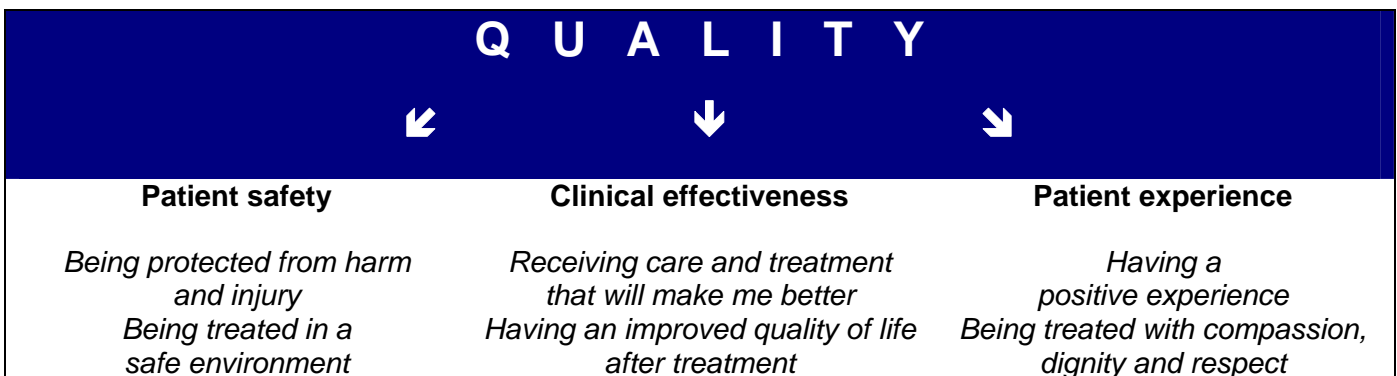 Q U A L I T Y
Patient safety
Clinical effectiveness
Patient experience
Being protected from harm
and injury
Being treated in a
safe environment
Receiving care and treatment
that will make me better
Having an improved quality of life
after treatment
Having a
positive experience
Being treated with compassion,
dignity and respect